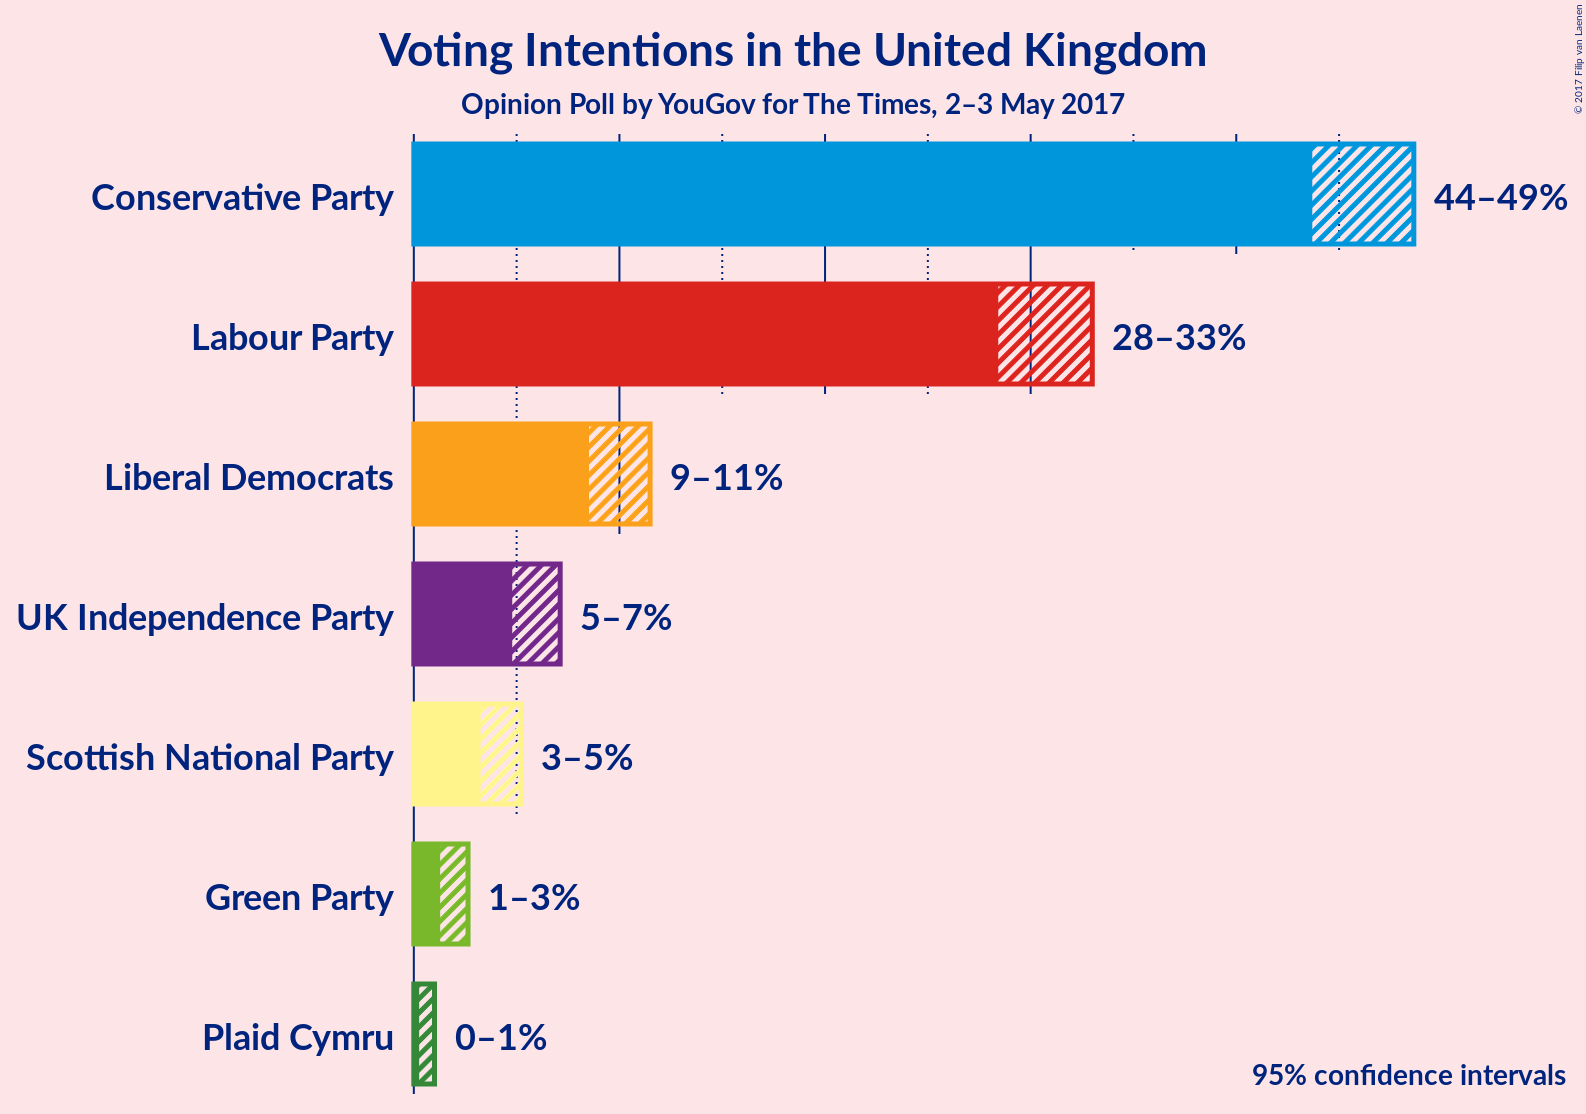 Voting Intentions in the United Kingdom
Opinion Poll by YouGov for The Times, 2–3 May 2017
© 2017 Filip van Laenen
Conservative Party 44–49%
Labour Party 28–33%
Liberal Democrats 9–11%
UK Independence Party 5–7%
Scottish National Party 3–5%
Green Party 1–3%
Plaid Cymru 0–1%
95% confidence intervals